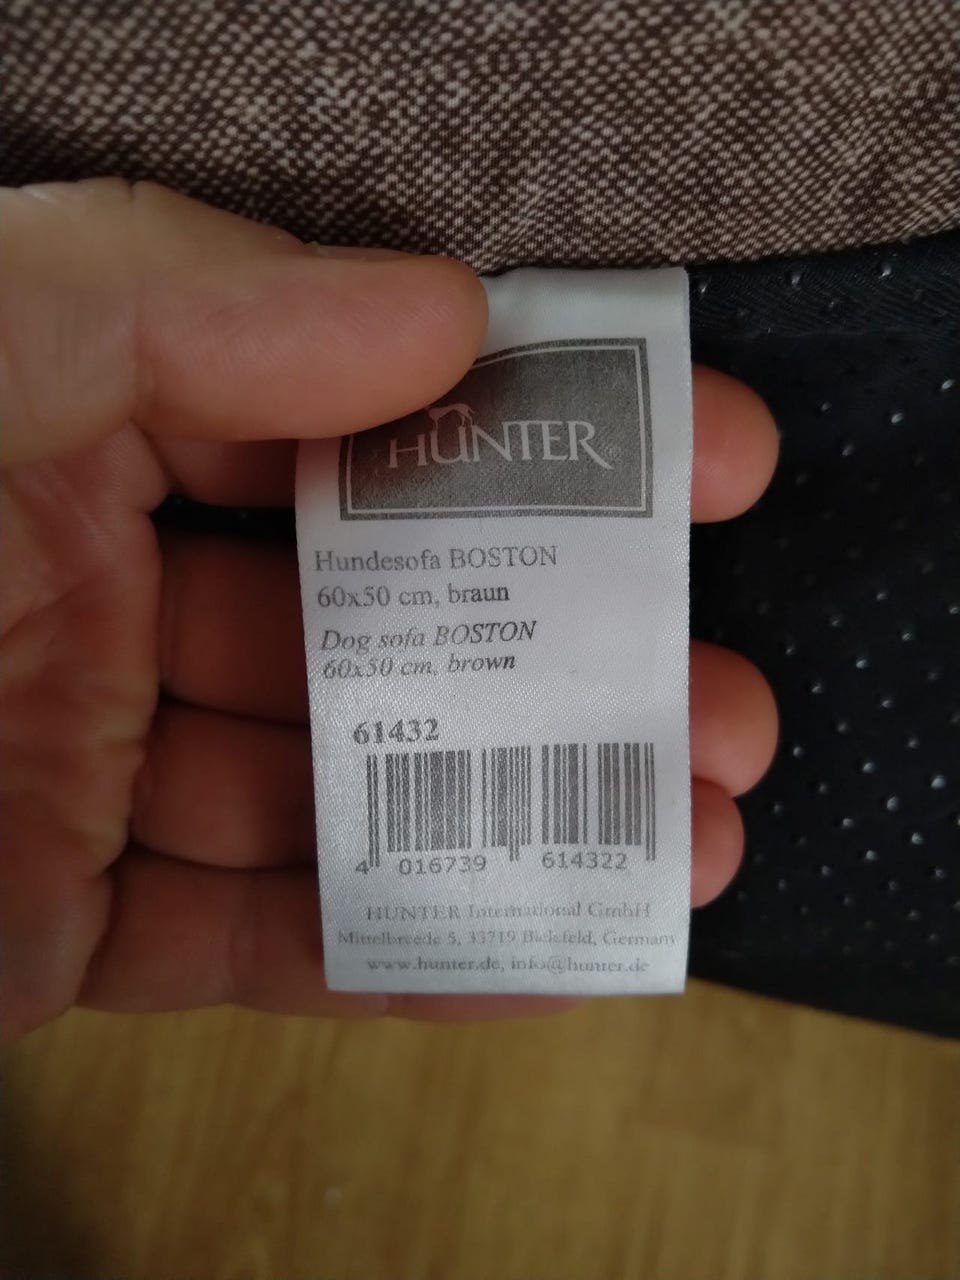 HUNTER
Hundesofa BOSTON
60x50 cm, braun
Dog sofa BOSTON
60x50 cm, brown
61432
4 016739 614322
HUNTER International GmbH
Mittelbreede 5, 33719 Bielefeld, Germany
www.hunter.de, info@hunter.de